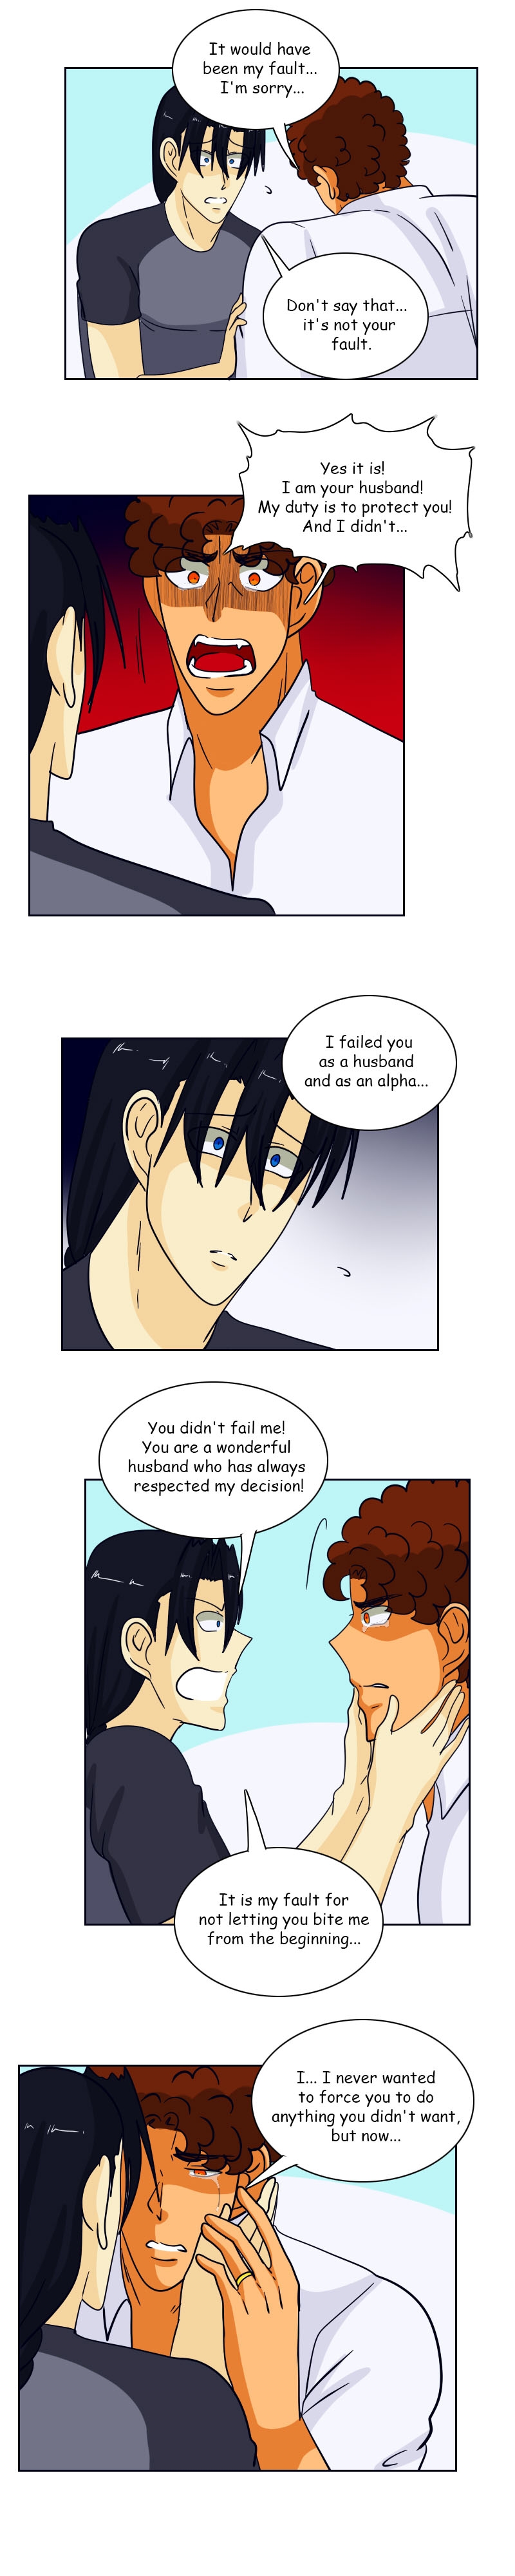 It would have
been my fault...
I'm sorry...
Don't say that...
it's not your
fault.
Yes it is!
I am your husband!
My duty is to protect you!
And I didn't...
I failed you
as a husband
and as an alpha...
You didn't fail me!
You are a wonderful
husband who has always
respected my decision!
It is my fault for
not letting you bite me
from the beginning...
I... I never wanted
to force you to do
anything you didn't want,
but now...